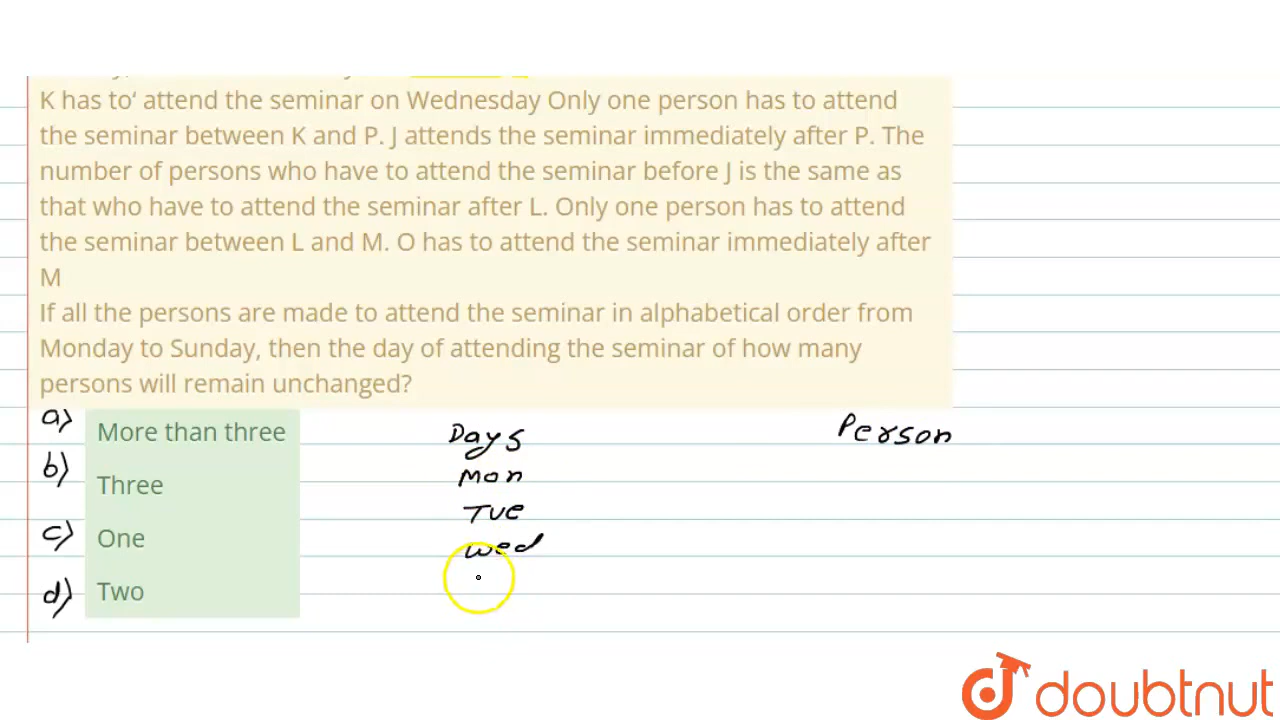 K has to‘ attend the seminar on Wednesday Only one person has to attend
the seminar between K and P. J attends the seminar immediately after P. The
number of persons who have to attend the seminar before J is the same as
that who have to attend the seminar after L. Only one person has to attend
the seminar between L and M. O has to attend the seminar immediately after
M
If all the persons are made to attend the seminar in alphabetical order from
Monday to Sunday, then the day of attending the seminar of how many
persons will remain unchanged?
a) More than three
b) Three
c) One
d) Two
Days Person
Mon
Tue
Wed
doubtnut